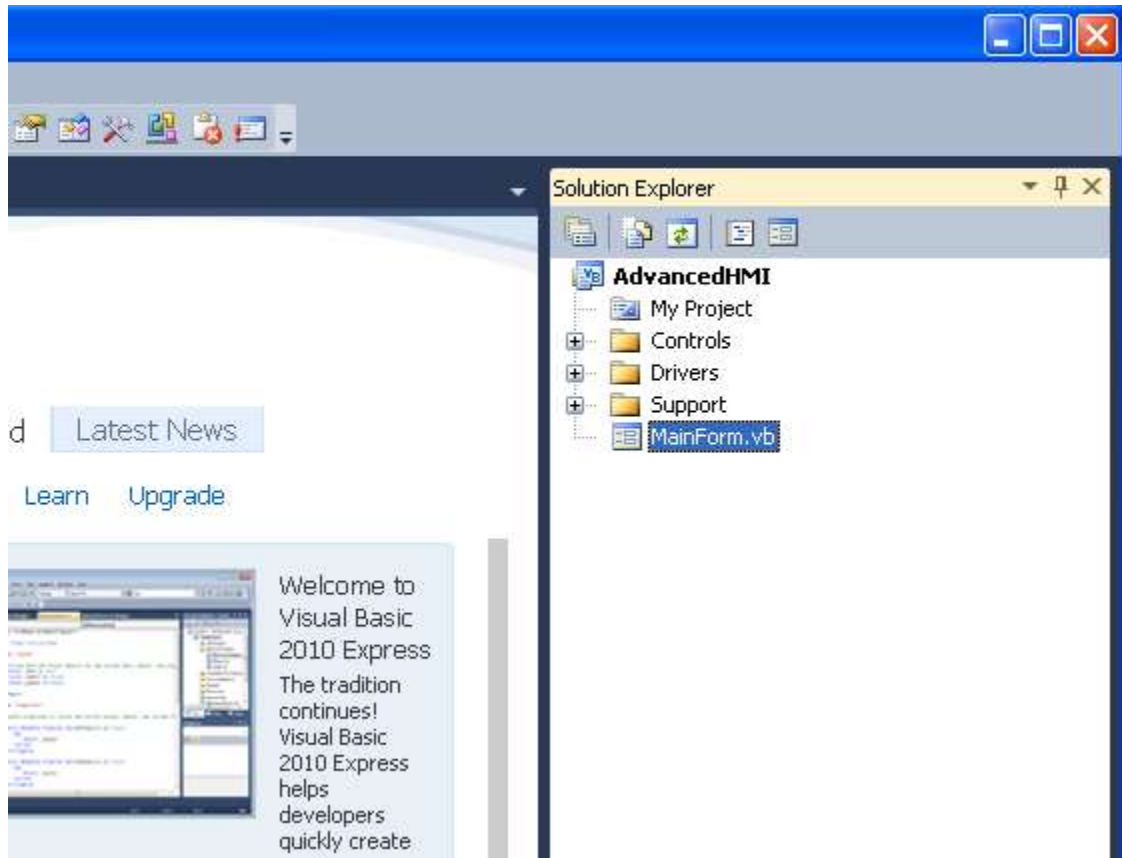 Solution Explorer
AdvancedHMI
My Project
Controls
Drivers
Support
MainForm.vb
d
Latest News
Learn
Upgrade
Welcome to
Visual Basic
2010 Express
The tradition
continues!
Visual Basic
2010 Express
helps
developers
quickly create